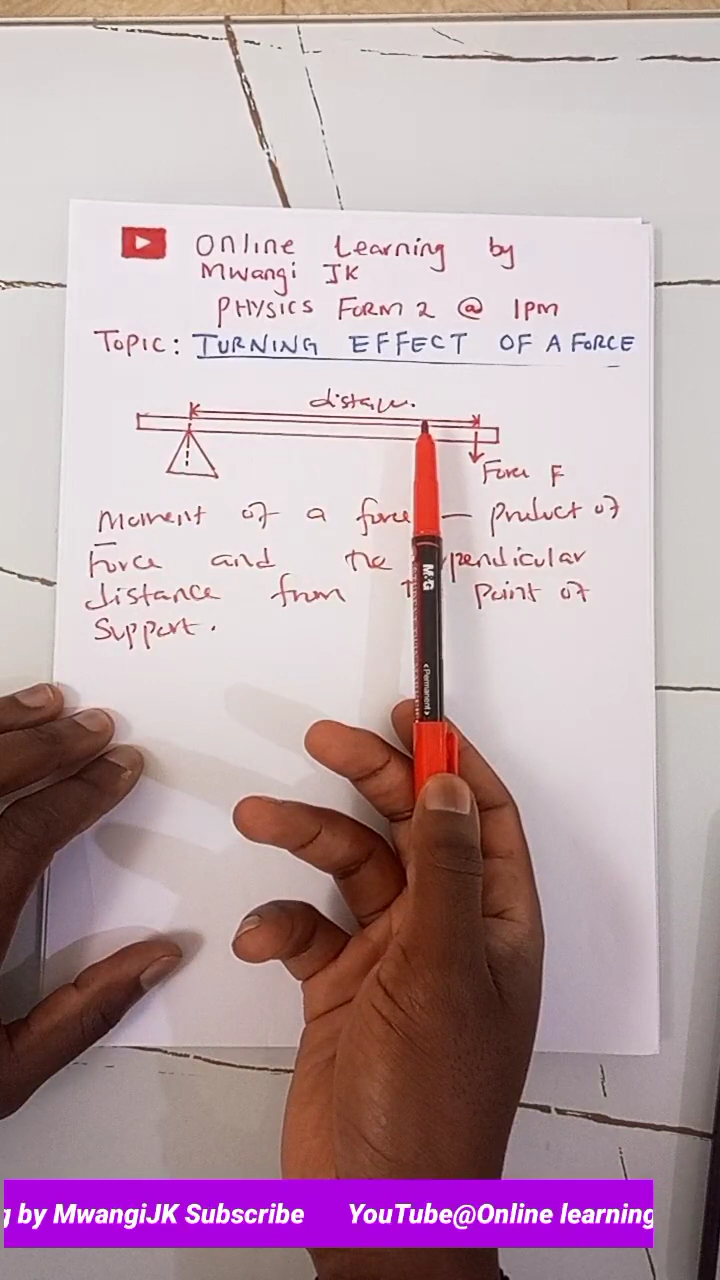 Online Learning by
Mwangi JK
PHYSICS FORM 2 @ 1PM
TOPIC: TURNING EFFECT OF A FORCE
distance.
Force F
Moment of a force — product of
Force and the pendicular
distance from point of
Support.
M&G
Permanent
g by MwangiJK Subscribe YouTube@Online learning